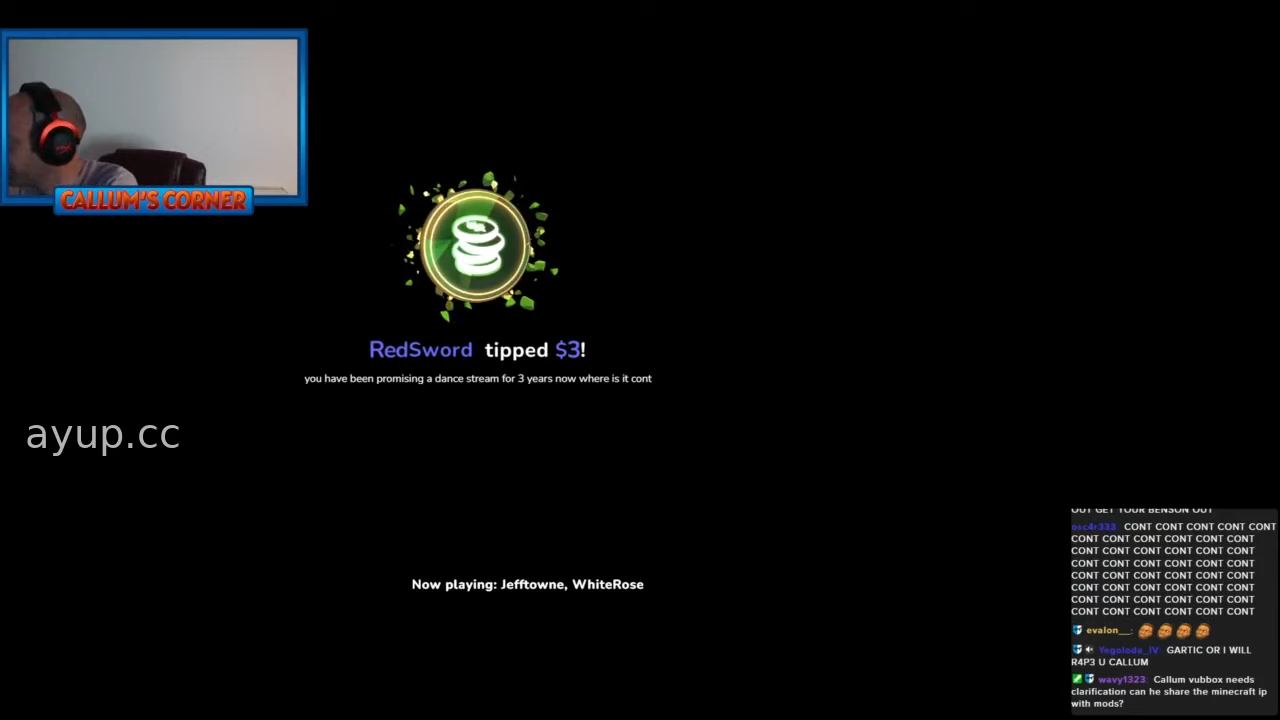 CALLUM'S CORNER
RedSword tipped $3!
you have been promising a dance stream for 3 years now where is it cont
ayup.cc
Now playing: Jefftowne, WhiteRose
OUT GET YOUR BENSON OUT
osc4r333: CONT CONT CONT CONT CONT
CONT CONT CONT CONT CONT CONT
CONT CONT CONT CONT CONT CONT
CONT CONT CONT CONT CONT CONT
CONT CONT CONT CONT CONT CONT
CONT CONT CONT CONT CONT CONT
CONT CONT CONT CONT CONT CONT
CONT CONT CONT CONT CONT CONT
evalon__:
Yegoloda_IV: GARTIC OR I WILL
R4P3 U CALLUM
wavy1323: Callum vubbox needs
clarification can he share the minecraft ip
with mods?